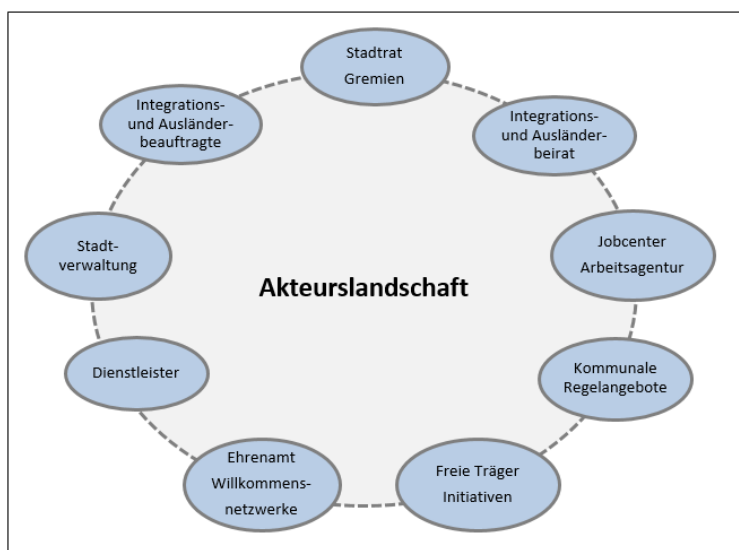 Stadtrat
Gremien
Integrations-
und Ausländer-
beirat
Jobcenter
Arbeitsagentur
Kommunale
Regelangebote
Freie Träger
Initiativen
Ehrenamt
Willkommens-
netzwerke
Dienstleister
Stadt-
verwaltung
Integrations-
und Ausländer-
beauftragte
Akteurslandschaft